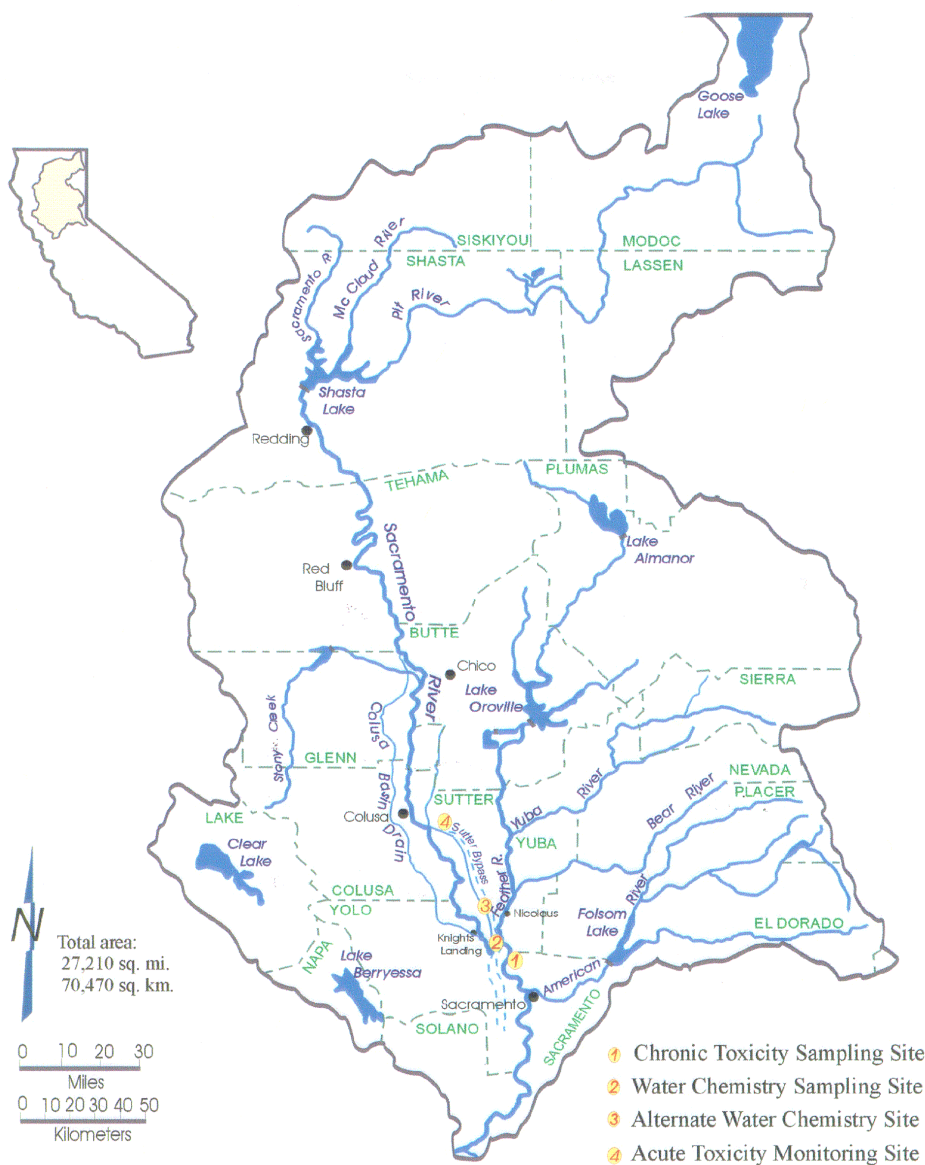 Goose
Lake
SISKIYOU
MODOC
SHASTA
LASSEN
Sacramento R.
Mc Cloud River
Pit River
Shasta
Lake
Redding
TEHAMA
PLUMAS
Lake
Almanor
Red
Bluff
Sacramento
River
BUTTE
Chico
Lake
Oroville
SIERRA
Stony Creek
Colusa Basin Drain
GLENN
NEVADA
PLACER
SUTTER
Yuba River
Bear River
LAKE
Colusa
4
Sutter Bypass
YUBA
Clear
Lake
COLUSA
YOLO
Feather R.
3
Nicolaus
Folsom
Lake
River
EL DORADO
N
Total area:
27,210 sq. mi.
70,470 sq. km.
NAPA
Lake
Berryessa
Knights
Landing
2
1
American
Sacramento
SOLANO
SACRAMENTO
0 10 20 30
Miles
0 10 20 30 40 50
Kilometers
1 Chronic Toxicity Sampling Site
2 Water Chemistry Sampling Site
3 Alternate Water Chemistry Site
4 Acute Toxicity Monitoring Site